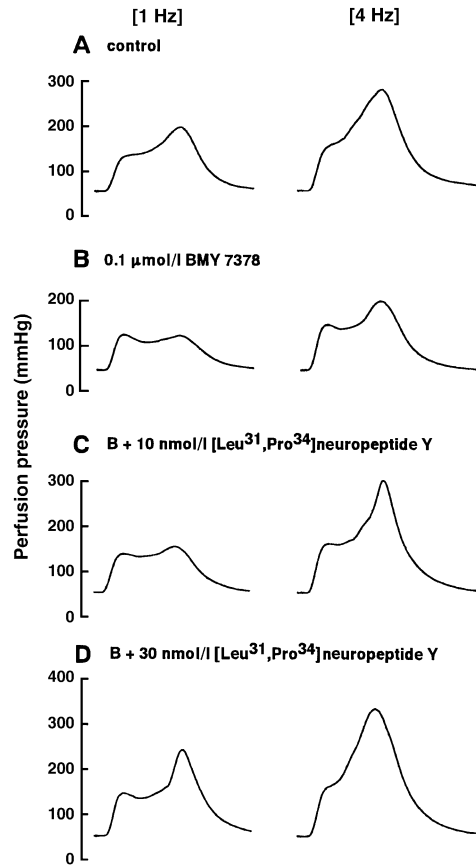 [1 Hz] [4 Hz]
A control
300
200
100
0
B 0.1 µmol/l BMY 7378
200
100
0
Perfusion pressure (mmHg)
C B + 10 nmol/l [Leu31,Pro34]neuropeptide Y
300
200
100
0
D B + 30 nmol/l [Leu31,Pro34]neuropeptide Y
400
300
200
100
0